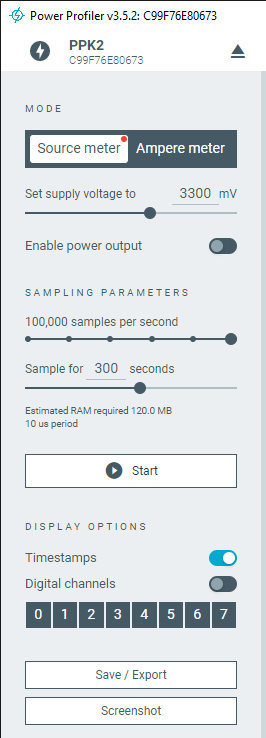 Power Profiler v3.5.2: C99F76E80673
PPK2
C99F76E80673
MODE
Source meter Ampere meter
Set supply voltage to 3300 mV
Enable power output
SAMPLING PARAMETERS
100,000 samples per second
Sample for 300 seconds
Estimated RAM required 120.0 MB
10 us period
Start
DISPLAY OPTIONS
Timestamps
Digital channels
0 1 2 3 4 5 6 7
Save / Export
Screenshot